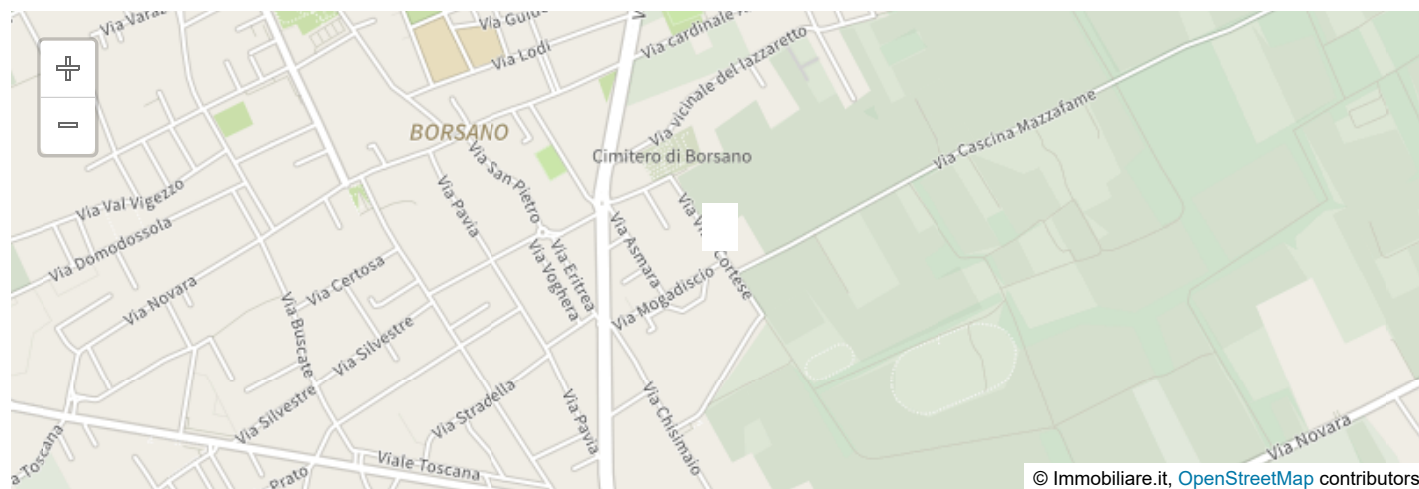 Via Varaz
Via Guido
Via Lodi
Via cardinale
Via vicinale del lazzaretto
BORSANO
Cimitero di Borsano
Via Cascina Mazzafame
Via San Pietro
Via Pavia
Via Val Vigezzo
Via Domodossola
Via Asmara
Cortese
Via Eritrea
Via Voghera
Via Certosa
Via Novara
Via Mogadiscio
Via Buscate
Via Silvestre
Via Silvestre
Via Stradella
Via Pavia
Via Chisimaio
Via Novara
a Toscana
Viale Toscana
Prato
© Immobiliare.it, OpenStreetMap contributors